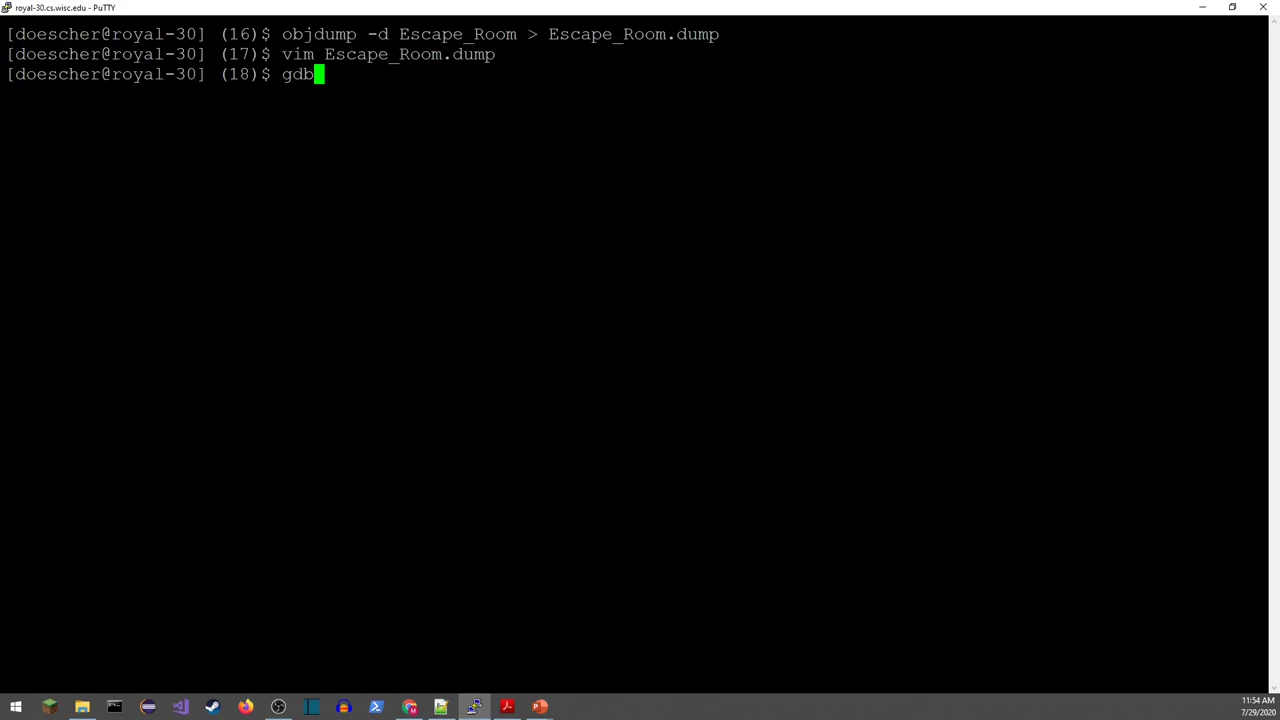 royal-30.cs.wisc.edu - PuTTY
[doescher@royal-30] (16)$ objdump -d Escape_Room > Escape_Room.dump
[doescher@royal-30] (17)$ vim Escape_Room.dump
[doescher@royal-30] (18)$ gdb
11:54 AM
7/29/2020